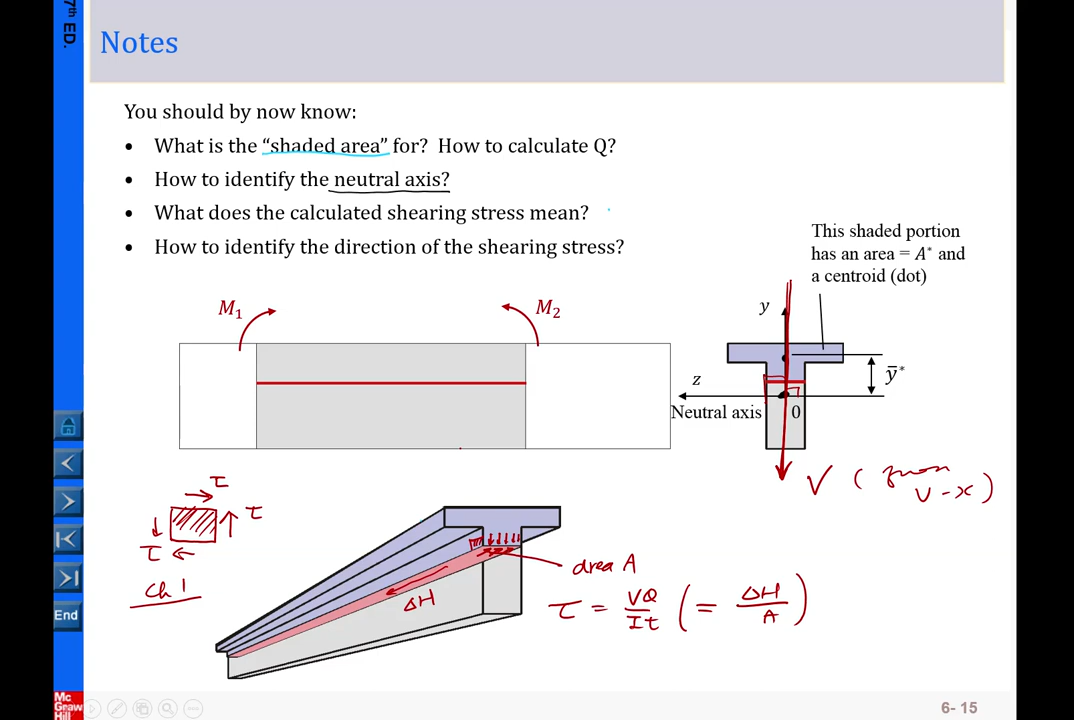 7th ED.
Notes
You should by now know:
• What is the “shaded area” for? How to calculate Q?
• How to identify the neutral axis?
• What does the calculated shearing stress mean?
• How to identify the direction of the shearing stress?
This shaded portion
has an area = A* and
a centroid (dot)
M₁
M₂
y
z
ȳ*
Neutral axis
0
V (from
V-x)
τ
τ
τ
Ch 1
area A
ΔH
τ = VQ/It (= ΔH/A)
End
Mc
Graw
Hill
6- 15